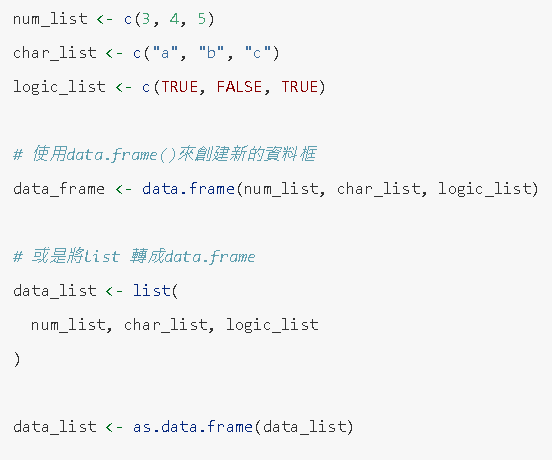 num_list <- c(3, 4, 5)
char_list <- c("a", "b", "c")
logic_list <- c(TRUE, FALSE, TRUE)
# 使用data.frame()來創建新的資料框
data_frame <- data.frame(num_list, char_list, logic_list)
# 或是將list 轉成data.frame
data_list <- list(
  num_list, char_list, logic_list
)
data_list <- as.data.frame(data_list)